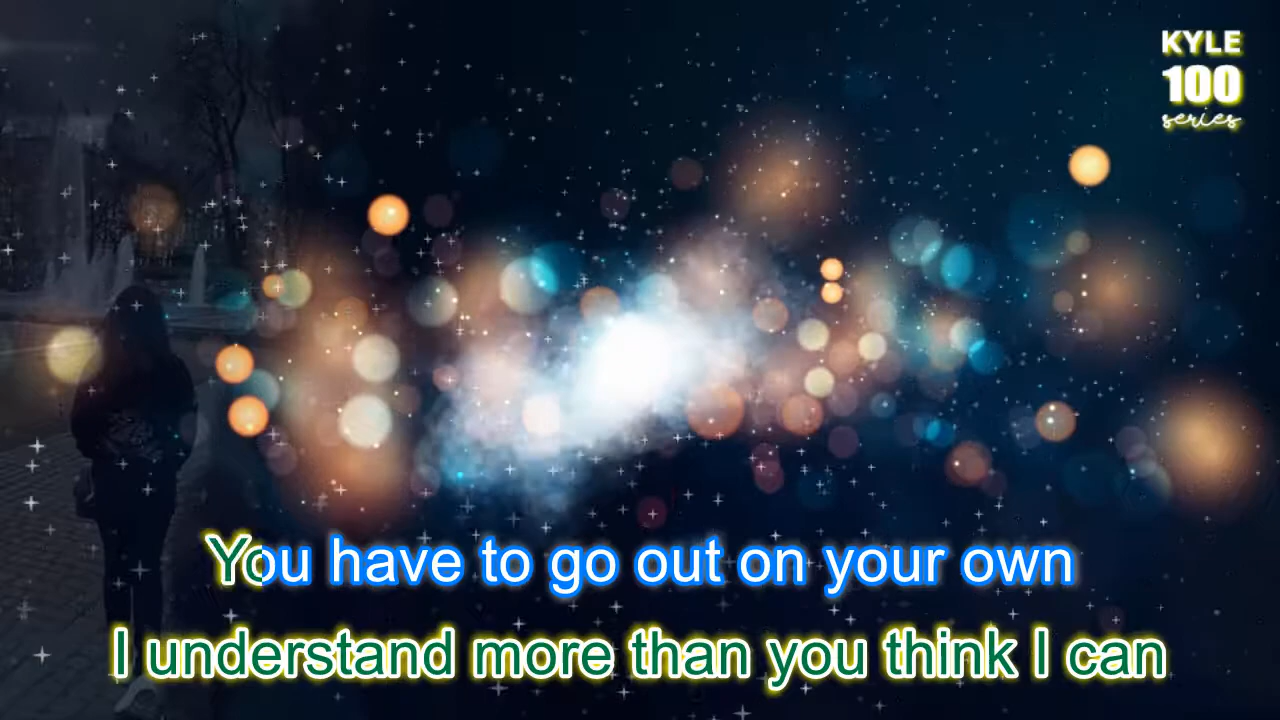 KYLE
100
series
You have to go out on your own
I understand more than you think I can